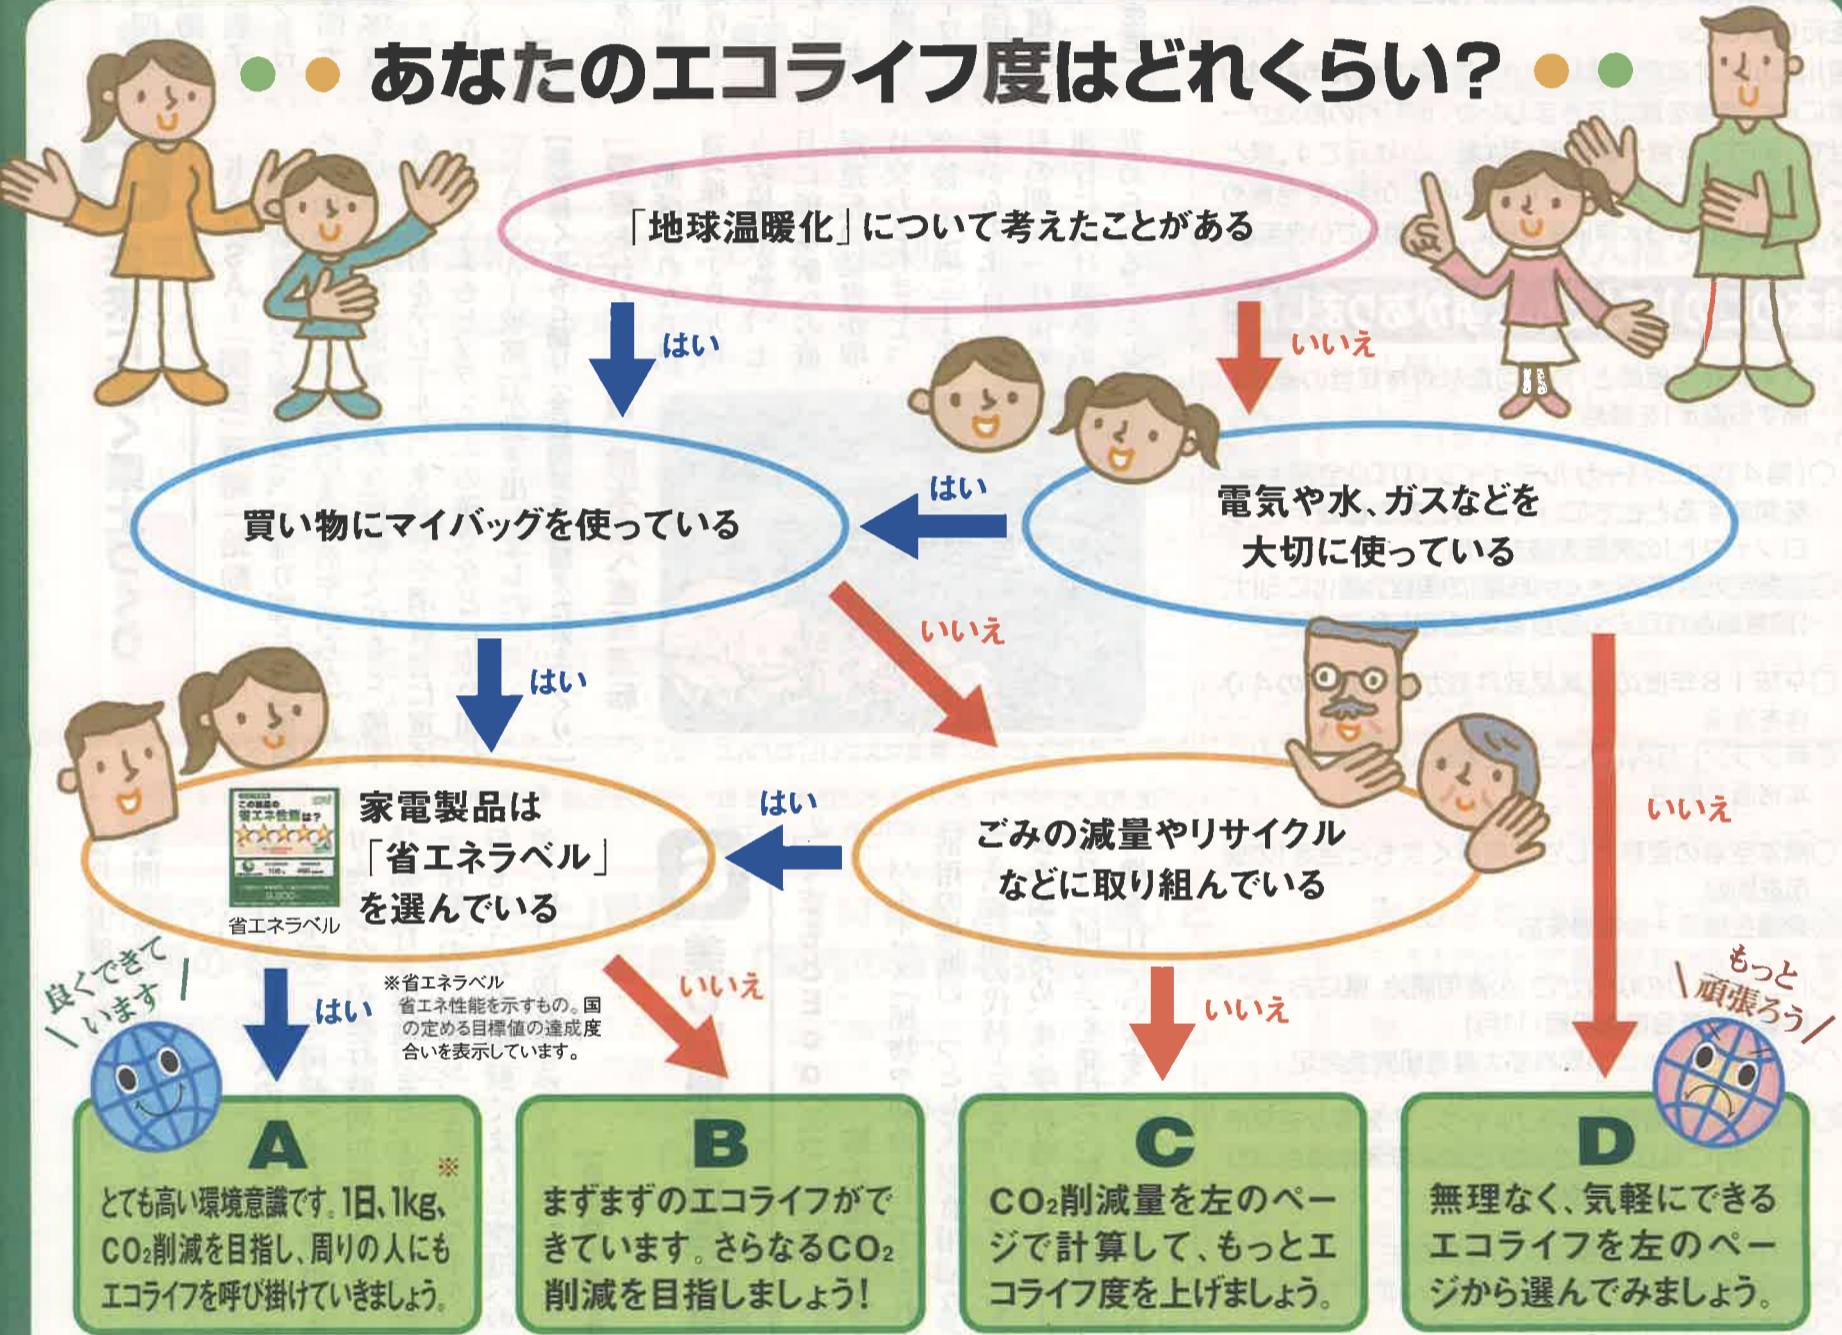 あなたのエコライフ度はどれくらい?
「地球温暖化」について考えたことがある
はい
いいえ
買い物にマイバッグを使っている
はい
電気や水、ガスなどを
大切に使っている
いいえ
はい
いいえ
この製品の
省エネ性能は?
省エネラベル
家電製品は
「省エネラベル」
を選んでいる
はい
ごみの減量やリサイクル
などに取り組んでいる
良くできて
います
はい
※省エネラベル
省エネ性能を示すもの。国
の定める目標値の達成度
合いを表示しています。
いいえ
いいえ
もっと
頑張ろう
A
※
とても高い環境意識です。1日、1kg、
CO₂削減を目指し、周りの人にも
エコライフを呼び掛けていきましょう。
B
まずまずのエコライフがで
きています。さらなるCO₂
削減を目指しましょう!
C
CO₂削減量を左のペー
ジで計算して、もっとエ
コライフ度を上げましょう。
D
無理なく、気軽にできる
エコライフを左のペー
ジから選んでみましょう。